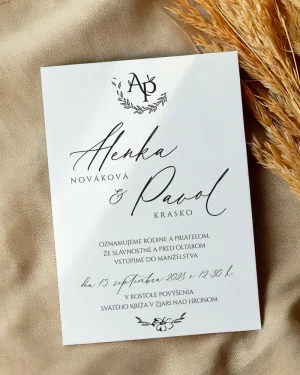 Ap
Alenka
NOVÁKOVÁ
& Pavol
KRASKO
OZNAMUJEME RODINE A PRIATEĽOM,
ŽE SLÁVNOSTNE A PRED OLTÁROM
VSTÚPIME DO MANŽELSTVA
dňa 15. septembra 2023 o 12.30 h
V KOSTOLE POVÝŠENIA
SVÄTÉHO KRÍŽA V ŽIARI NAD HRONOM.